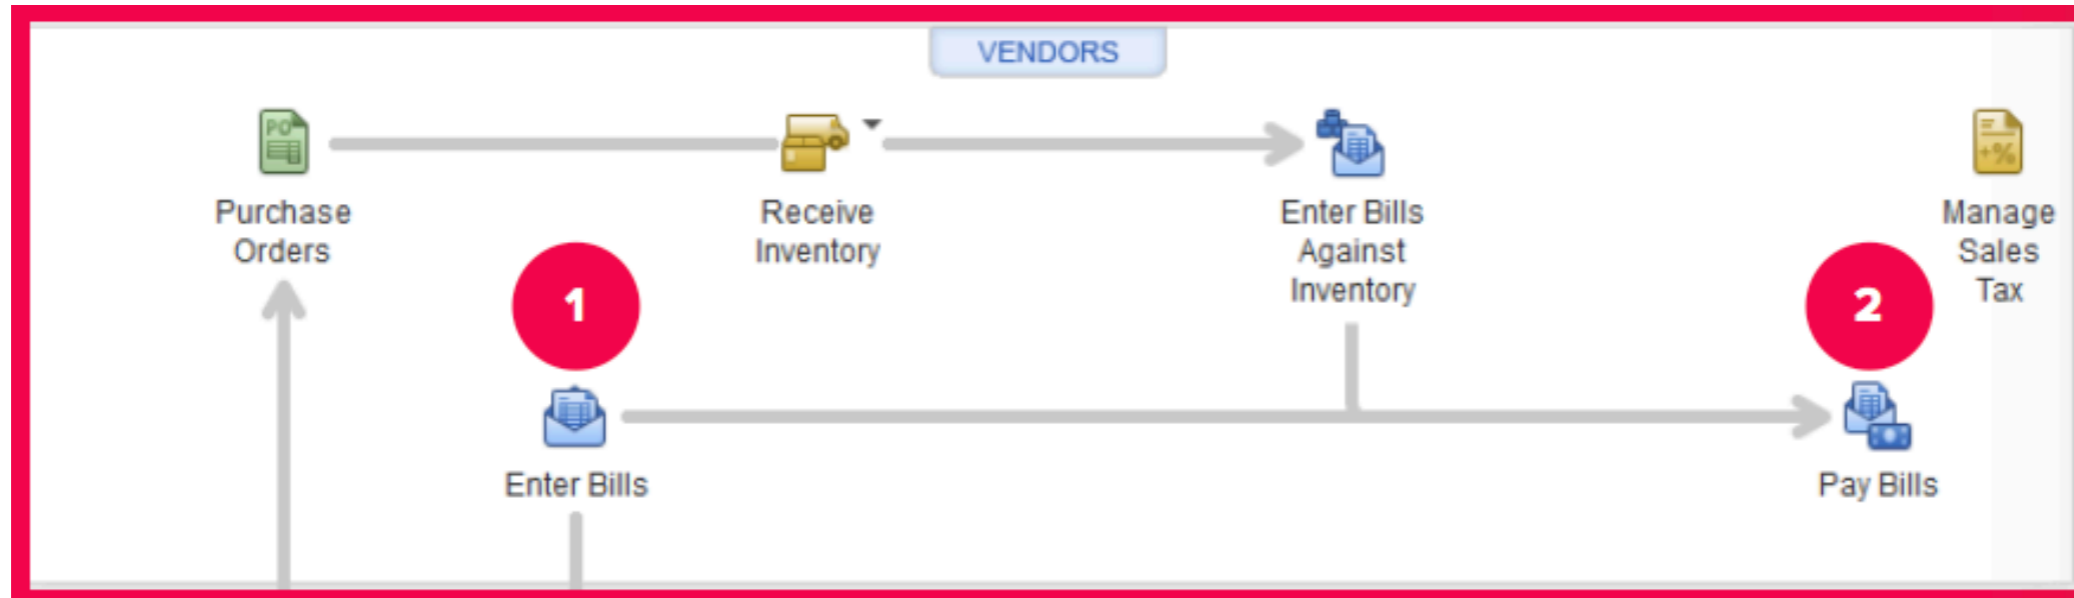 VENDORS
PO
+%
Purchase
Orders
Receive
Inventory
Enter Bills
Against
Inventory
Manage
Sales
Tax
1
2
Enter Bills
Pay Bills